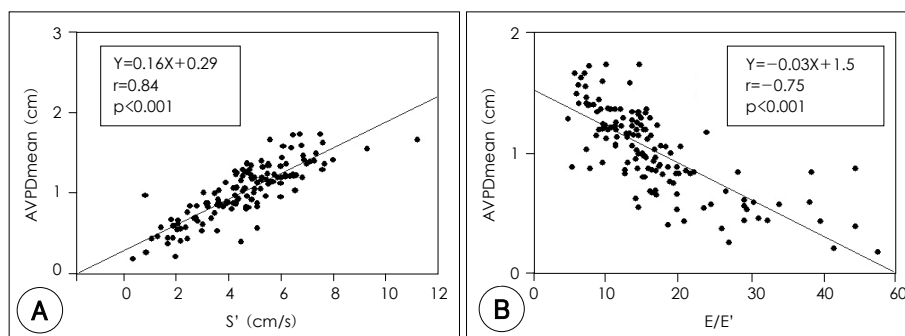 3
2
1
0
AVPDmean (cm)
Y=0.16X+0.29
r=0.84
p<0.001
0 2 4 6 8 10 12
S' (cm/s)
A
2
1
0
AVPDmean (cm)
Y=−0.03X+1.5
r=−0.75
p<0.001
0 10 20 30 40 50 60
E/E'
B